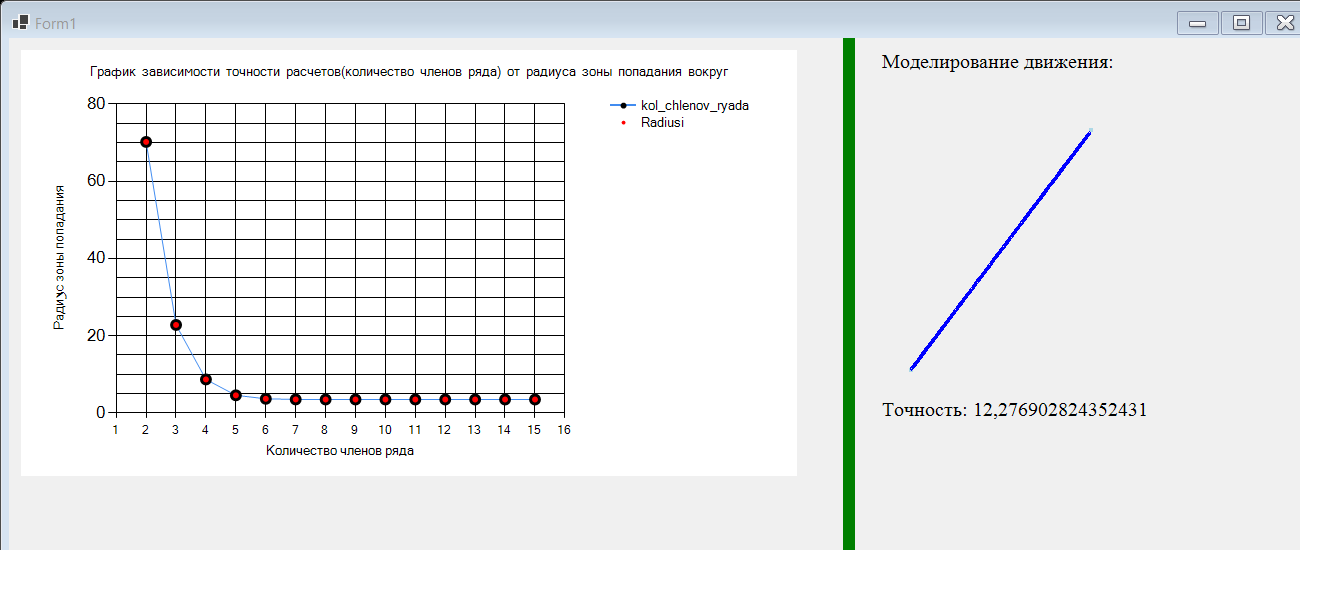 Form1
График зависимости точности расчетов(количество членов ряда) от радиуса зоны попадания вокруг
80
60
40
20
0
Радиус зоны попадания
1 2 3 4 5 6 7 8 9 10 11 12 13 14 15 16
Количество членов ряда
kol_chlenov_ryada
Radiusi
Моделирование движения:
Точность: 12,276902824352431